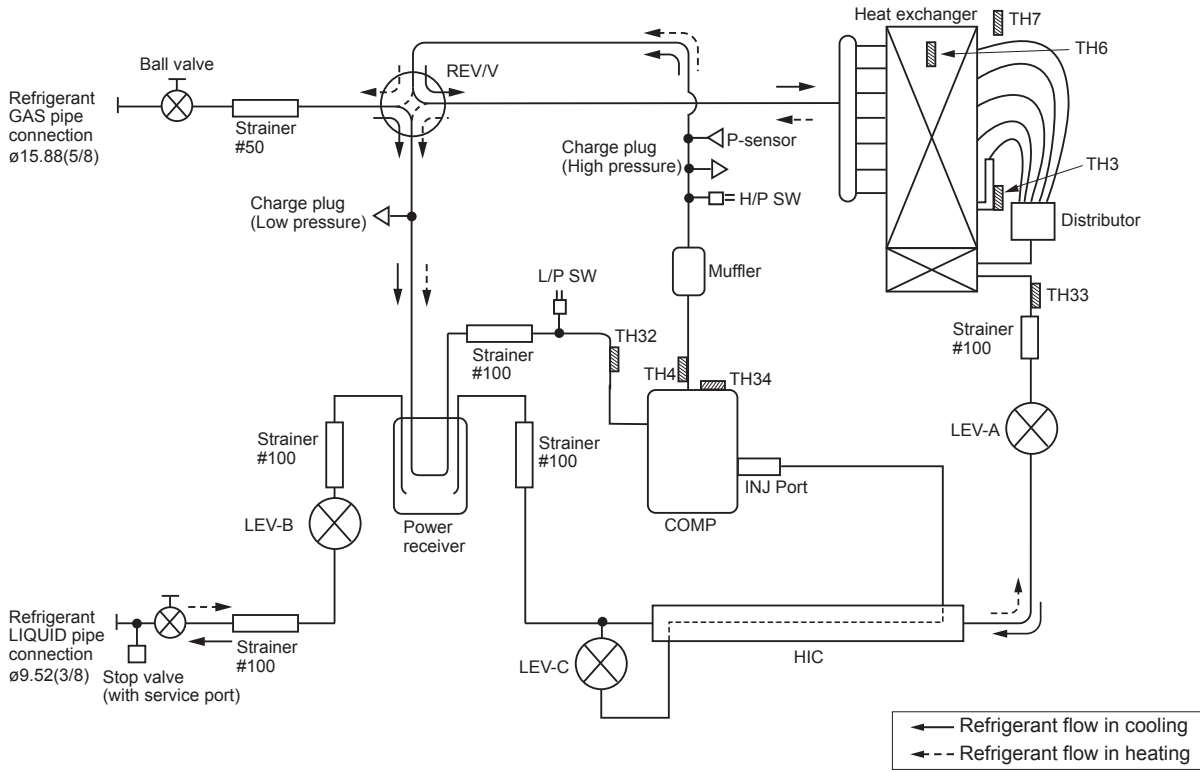 Heat exchanger
TH7
TH6
Ball valve
REV/V
Refrigerant
GAS pipe
connection
ø15.88(5/8)
Strainer
#50
P-sensor
Charge plug
(High pressure)
TH3
H/P SW
Charge plug
(Low pressure)
Distributor
Muffler
L/P SW
TH33
TH32
Strainer
#100
Strainer
#100
TH4
TH34
Strainer
#100
Strainer
#100
LEV-A
INJ Port
LEV-B
COMP
Power
receiver
Refrigerant
LIQUID pipe
connection
ø9.52(3/8)
Strainer
#100
HIC
LEV-C
Stop valve
(with service port)
Refrigerant flow in cooling
Refrigerant flow in heating